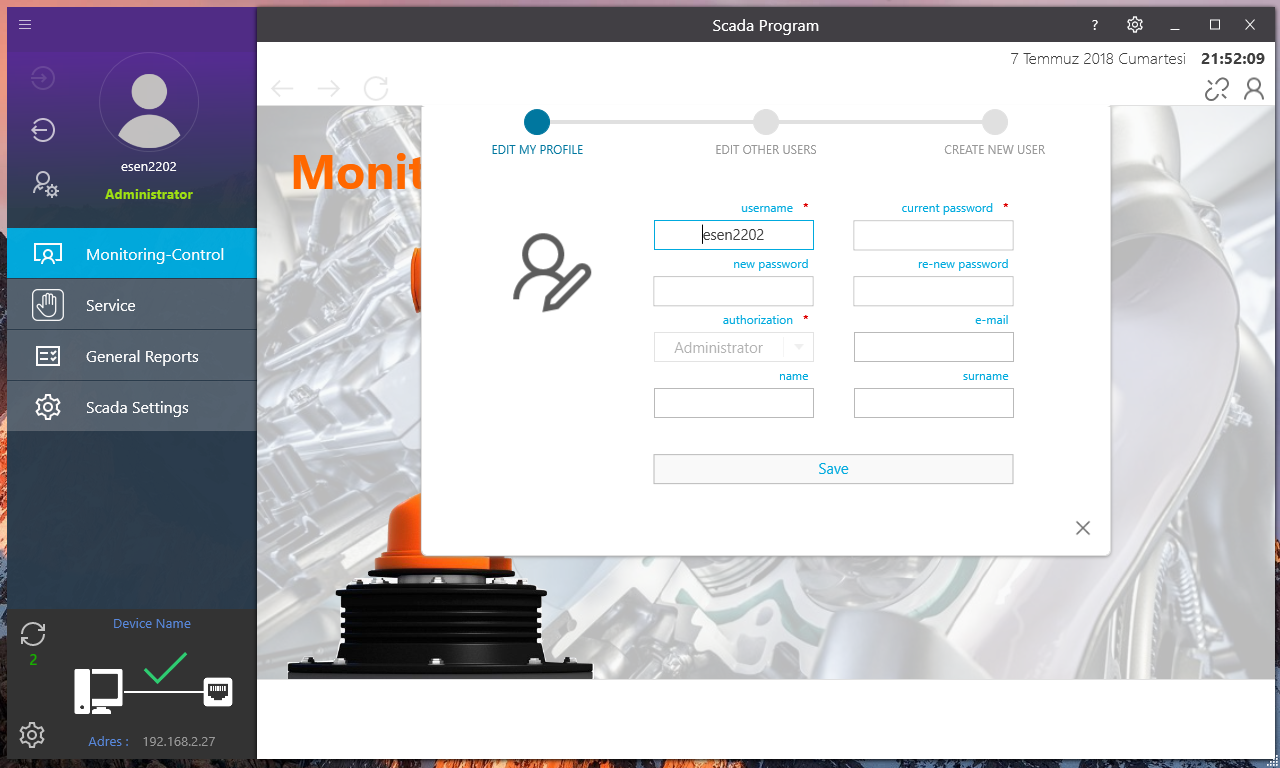 Scada Program
?
7 Temmuz 2018 Cumartesi 21:52:09
esen2202
Administrator
Monitoring-Control
Service
General Reports
Scada Settings
2
Device Name
Adres : 192.168.2.27
Monit
EDIT MY PROFILE
EDIT OTHER USERS
CREATE NEW USER
username *
current password *
esen2202
new password
re-new password
authorization *
e-mail
Administrator
name
surname
Save